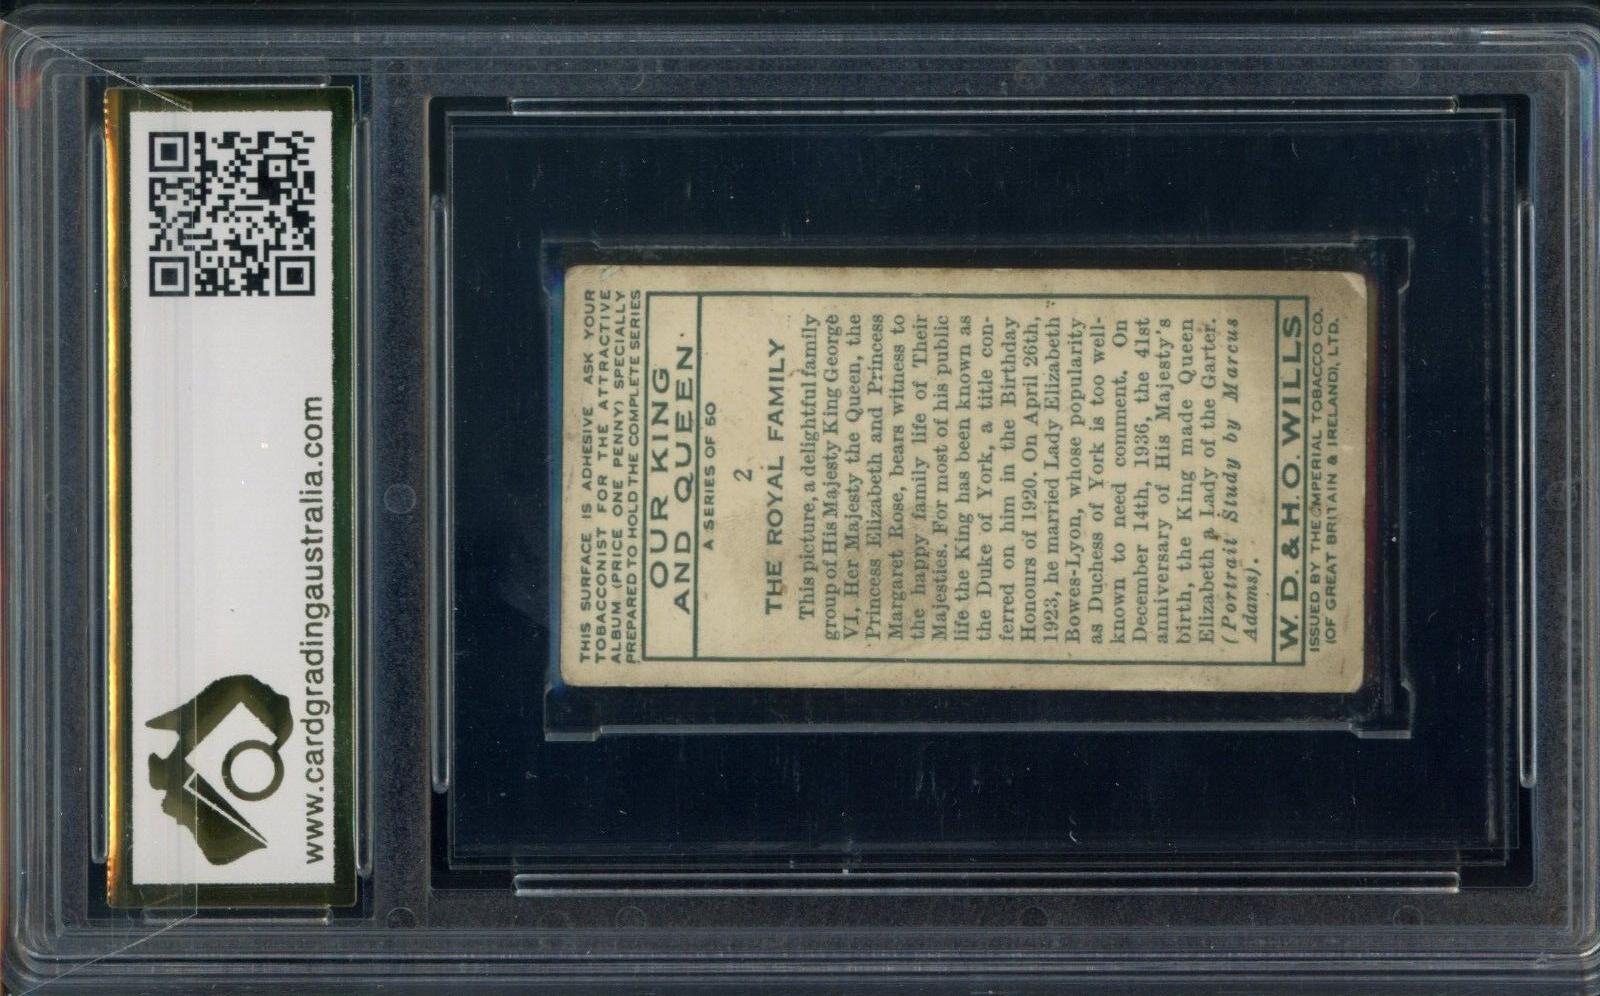 www.cardgradingaustralia.com
THIS SURFACE IS ADHESIVE ASK YOUR
TOBACCONIST FOR THE ATTRACTIVE
ALBUM (PRICE ONE PENNY) SPECIALLY
PREPARED TO HOLD THE COMPLETE SERIES
OUR KING
AND QUEEN
A SERIES OF 50
2
THE ROYAL FAMILY
This picture, a delightful family
group of His Majesty King George
VI, Her Majesty the Queen, the
Princess Elizabeth and Princess
Margaret Rose, bears witness to
the happy family life of Their
Majesties. For most of his public
life the King has been known as
the Duke of York, a title con-
ferred on him in the Birthday
Honours of 1920. On April 26th,
1923, he married Lady Elizabeth
Bowes-Lyon, whose popularity
as Duchess of York is too well-
known to need comment. On
December 14th, 1936, the 41st
anniversary of His Majesty's
birth, the King made Queen
Elizabeth a Lady of the Garter.
(Portrait Study by Marcus
Adams).
W. D. & H. O. WILLS
ISSUED BY THE IMPERIAL TOBACCO CO.
(OF GREAT BRITAIN & IRELAND), LTD.